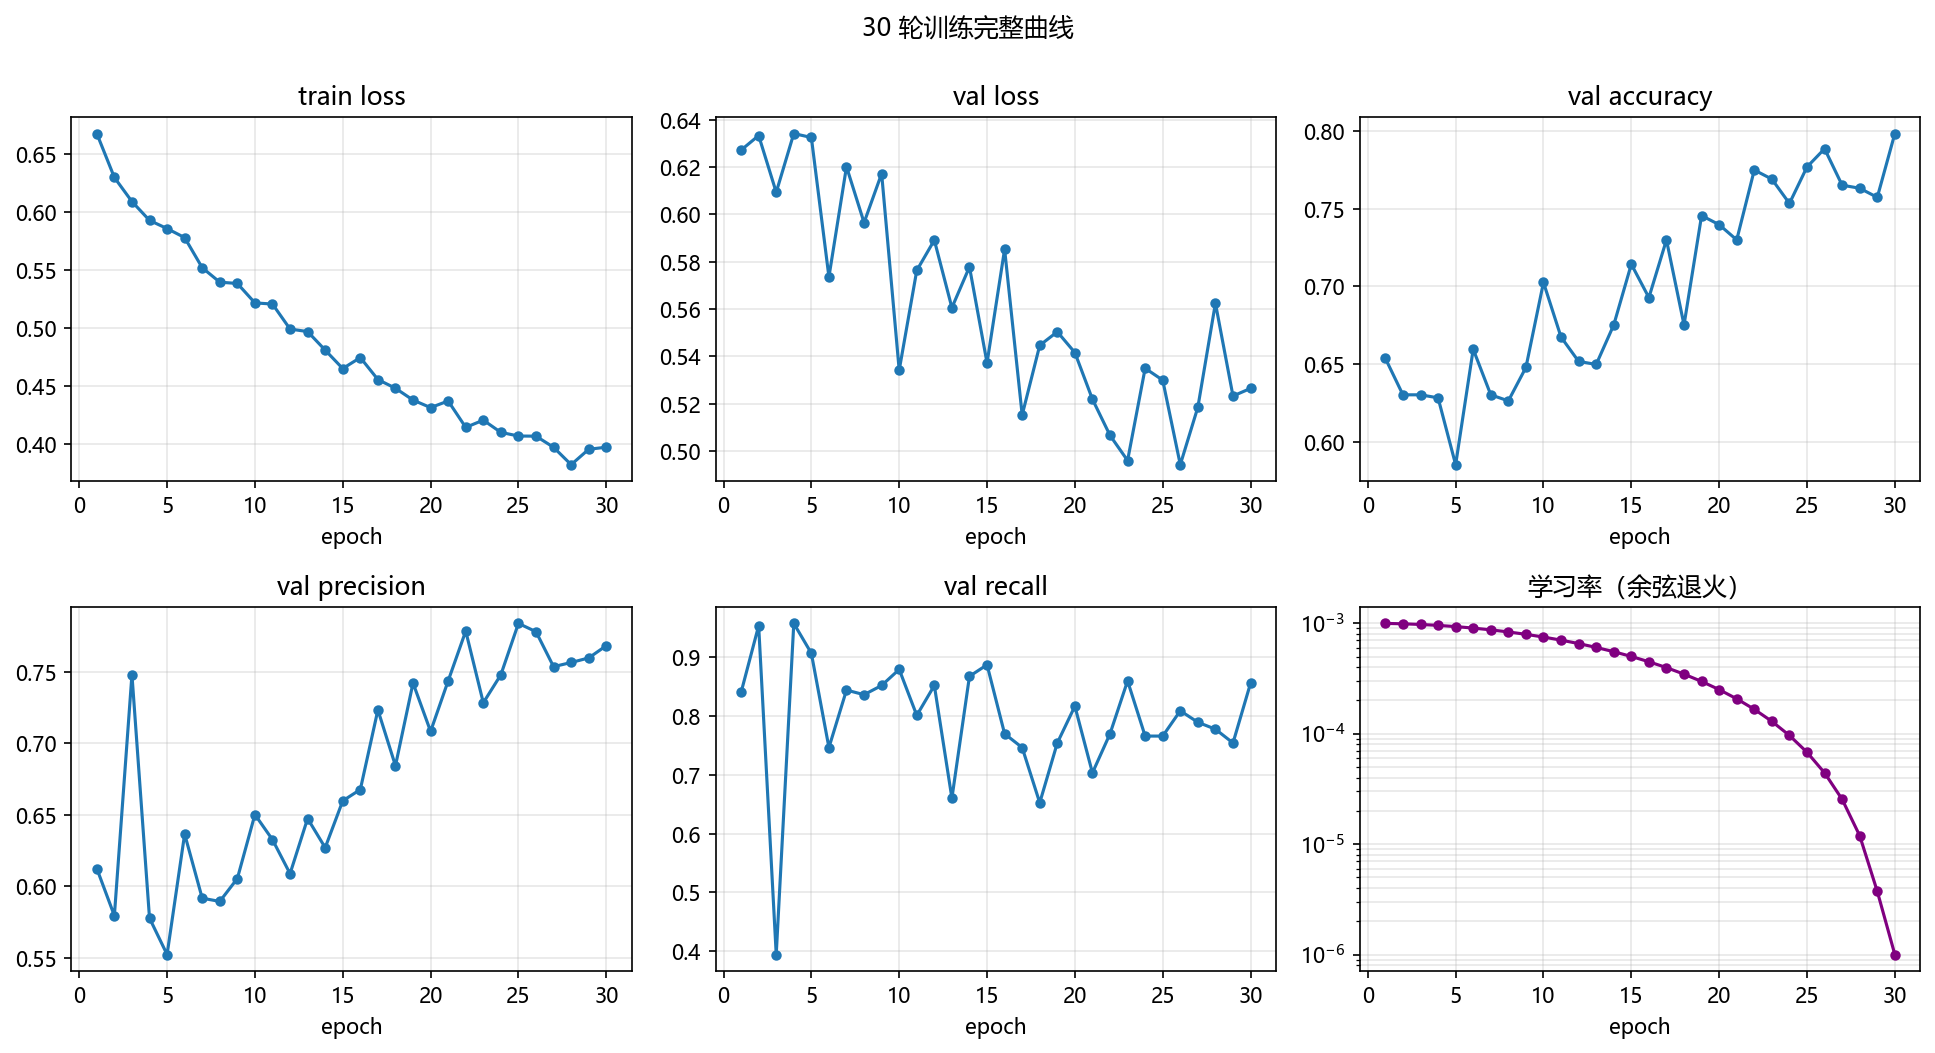 30 轮训练完整曲线
train loss
0.65
0.60
0.55
0.50
0.45
0.40
0 5 10 15 20 25 30
epoch
val loss
0.64
0.62
0.60
0.58
0.56
0.54
0.52
0.50
0 5 10 15 20 25 30
epoch
val accuracy
0.80
0.75
0.70
0.65
0.60
0 5 10 15 20 25 30
epoch
val precision
0.75
0.70
0.65
0.60
0.55
0 5 10 15 20 25 30
epoch
val recall
0.9
0.8
0.7
0.6
0.5
0.4
0 5 10 15 20 25 30
epoch
学习率（余弦退火）
10⁻³
10⁻⁴
10⁻⁵
10⁻⁶
0 5 10 15 20 25 30
epoch